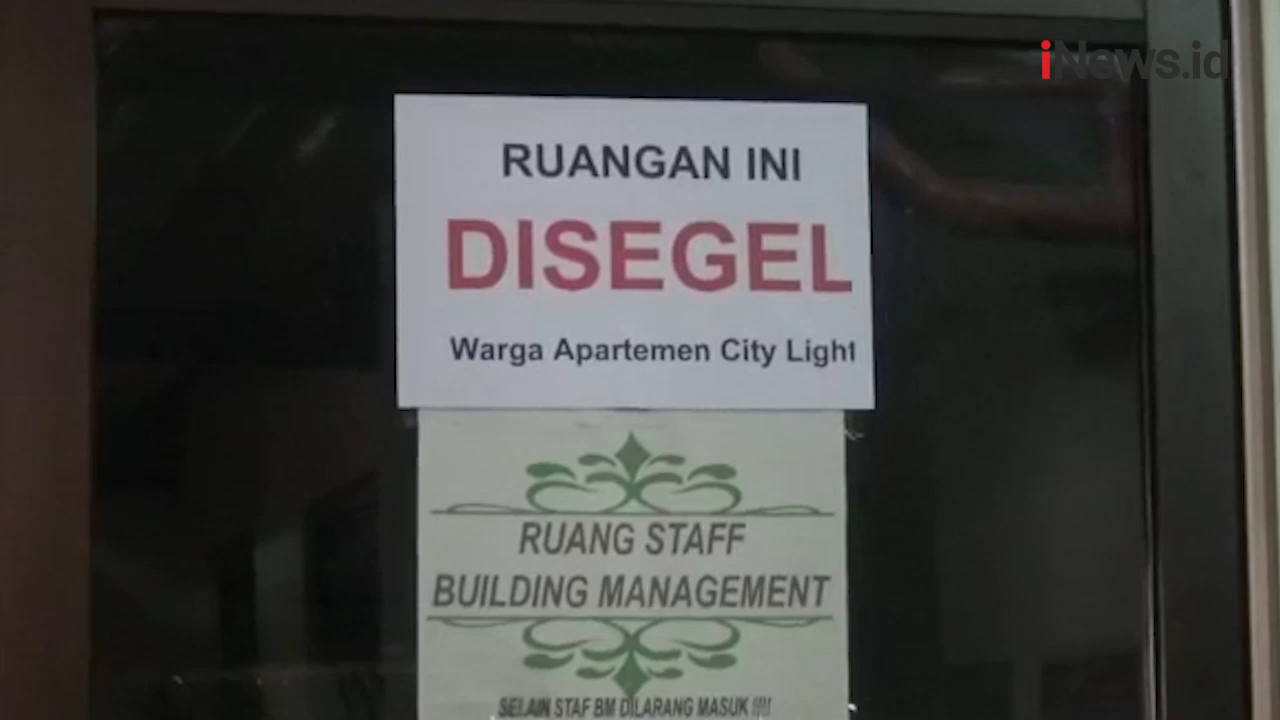 iNews.id
RUANGAN INI
DISEGEL
Warga Apartemen City Light
RUANG STAFF
BUILDING MANAGEMENT
SELAIN STAF BM DILARANG MASUK !!!!